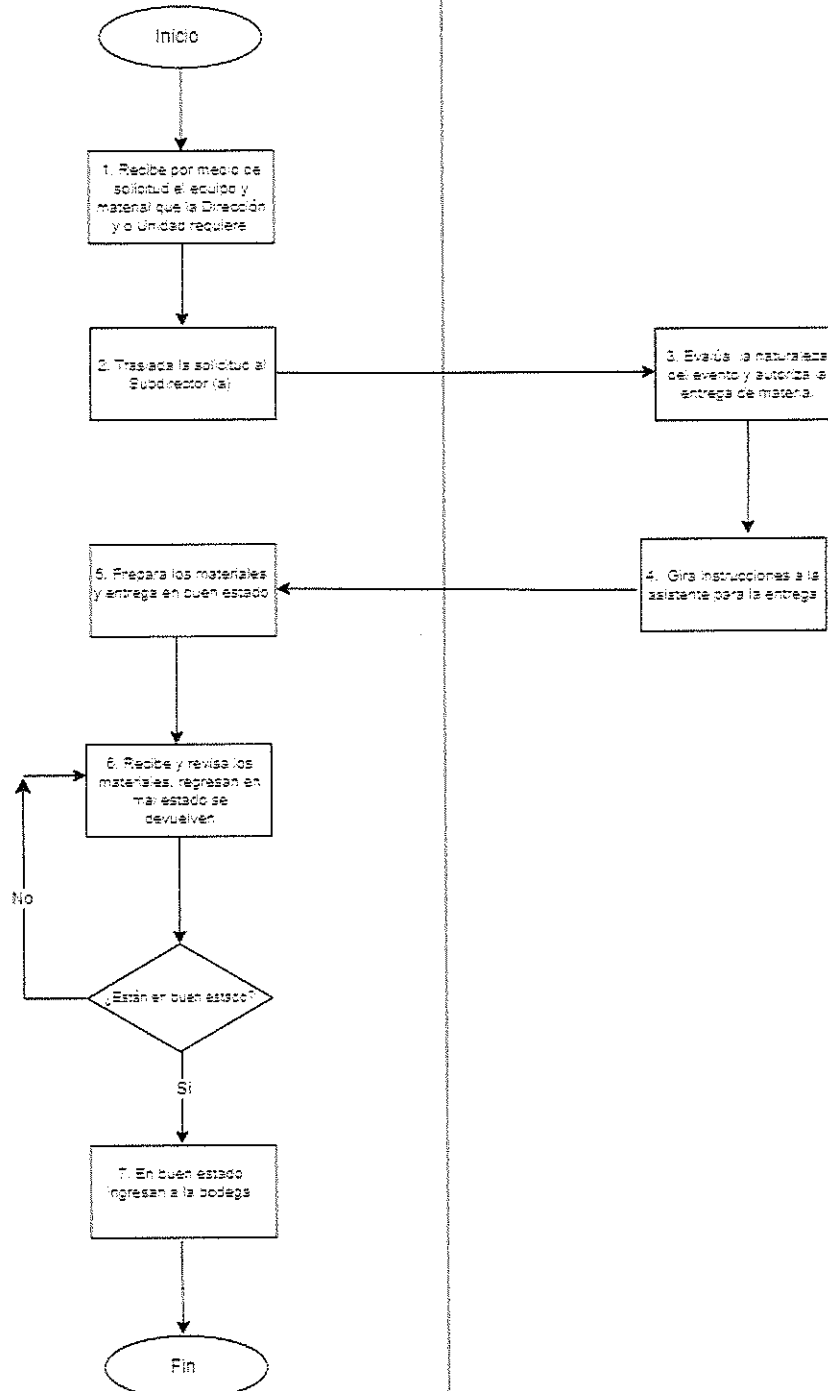 Inicio
1. Recibe por medio de
solicitud el equipo y
material que la Dirección
y o Unidad requiere
2. Traslada la solicitud al
Subdirector (a)
3. Evalúa la naturaleza
del evento y autoriza la
entrega de material
4. Gira instrucciones a la
asistente para la entrega
5. Prepara los materiales
y entrega en buen estado
6. Recibe y revisa los
materiales, regresan en
mal estado se
devuelven
No
¿Están en buen estado?
Si
7. En buen estado
ingresan a la bodega
Fin